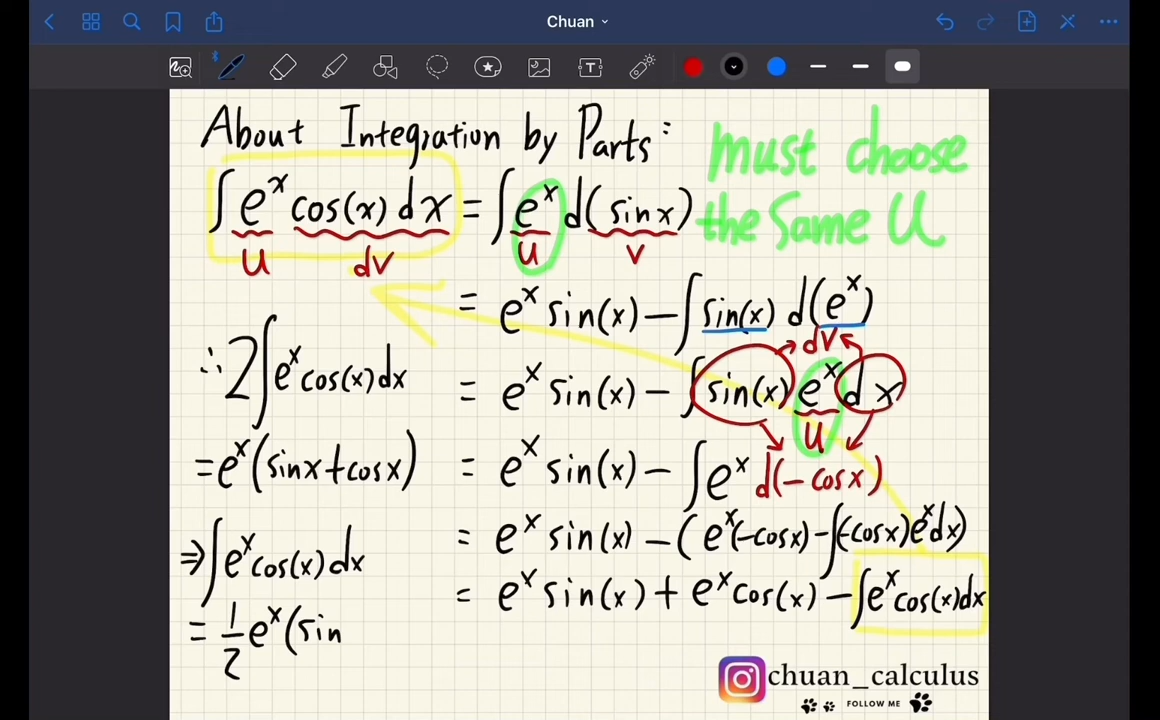 Chuan
About Integration by Parts:
must choose
the Same U
∫ e^x cos(x) dx = ∫ e^x d(sin x)
U dV U V
= e^x sin(x) - ∫ sin(x) d(e^x)
dV
= e^x sin(x) - ∫ sin(x) e^x dx
U
= e^x sin(x) - ∫ e^x d(-cos x)
= e^x sin(x) - (e^x(-cos x) - ∫(-cos x) e^x dx)
= e^x sin(x) + e^x cos(x) - ∫ e^x cos(x) dx
∴ 2∫ e^x cos(x) dx
= e^x (sin x + cos x)
⇒ ∫ e^x cos(x) dx
= 1/2 e^x (sin
chuan_calculus
FOLLOW ME